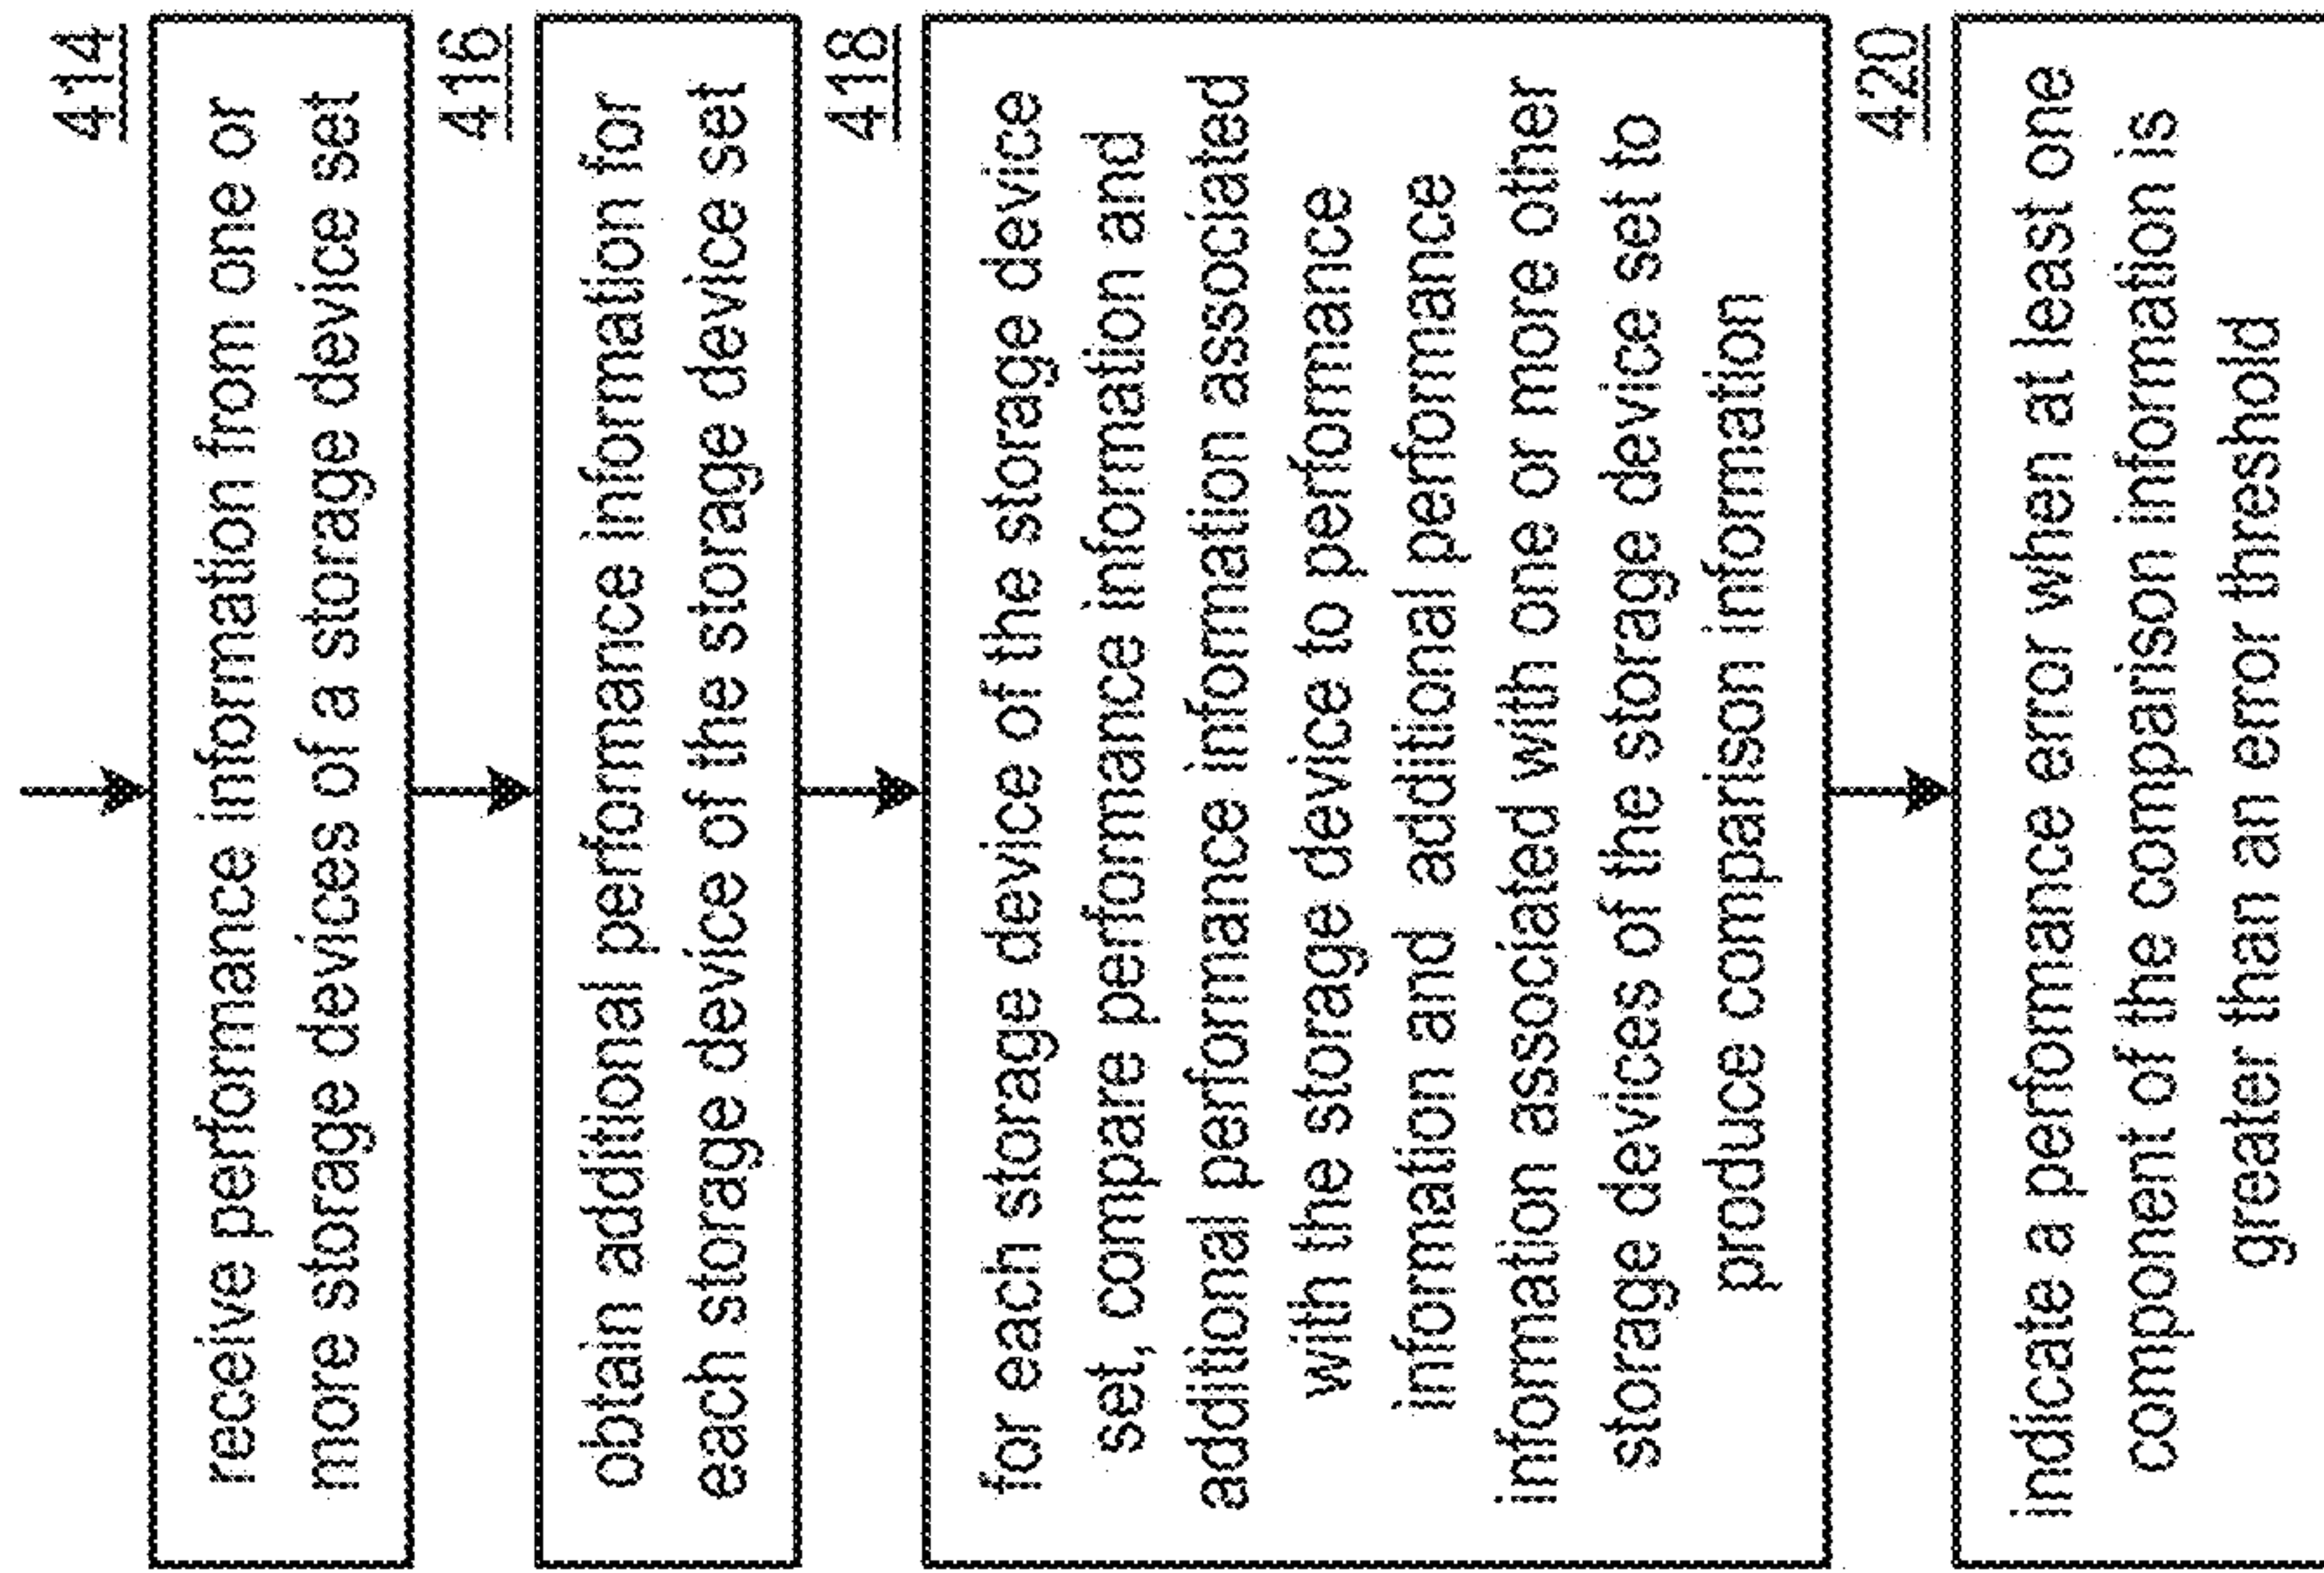 414
receive performance information from one or
more storage devices of a storage device set
416
obtain additional performance information for
each storage device of the storage device set
418
for each storage device of the storage device
set, compare performance information and
additional performance information associated
with the storage device to performance
information and additional performance
information associated with one or more other
storage devices of the storage device set to
produce comparison information
420
indicate a performance error when at least one
component of the comparison information is
greater than an error threshold